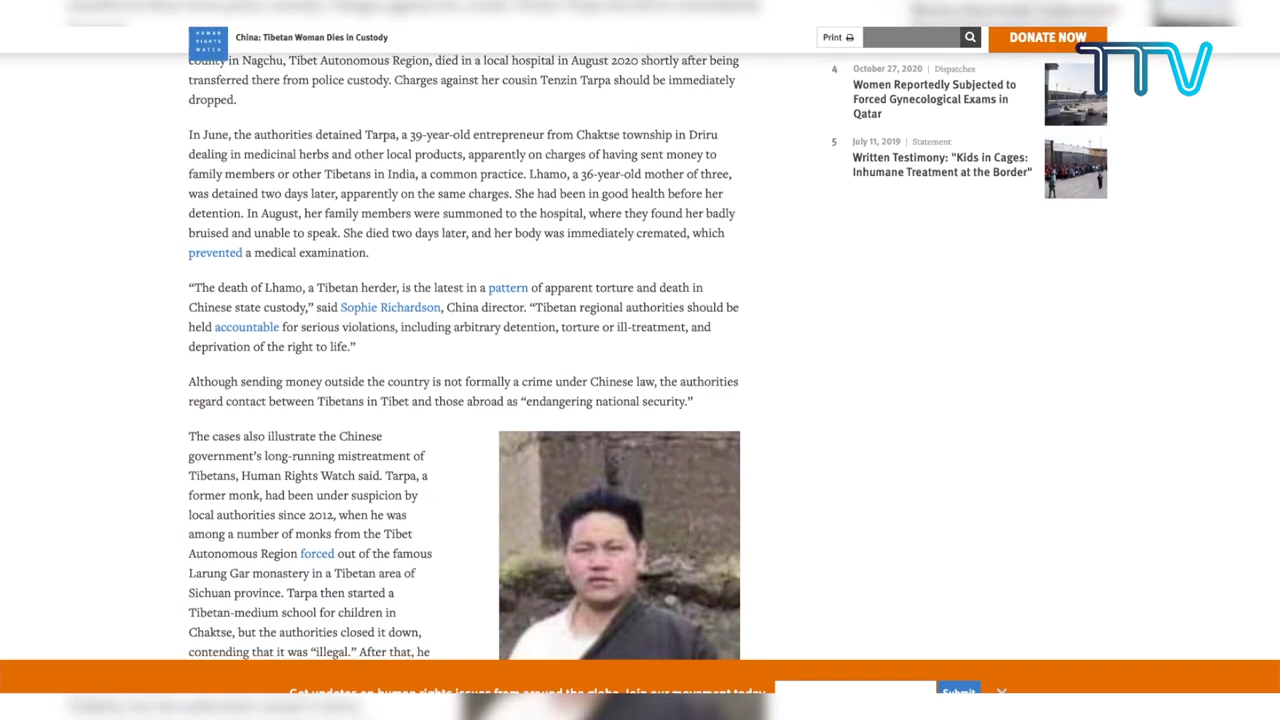 HUMAN
RIGHTS
WATCH
China: Tibetan Woman Dies in Custody
Print
DONATE NOW
TTV
county in Nagchu, Tibet Autonomous Region, died in a local hospital in August 2020 shortly after being
transferred there from police custody. Charges against her cousin Tenzin Tarpa should be immediately
dropped.
In June, the authorities detained Tarpa, a 39-year-old entrepreneur from Chaktse township in Driru
dealing in medicinal herbs and other local products, apparently on charges of having sent money to
family members or other Tibetans in India, a common practice. Lhamo, a 36-year-old mother of three,
was detained two days later, apparently on the same charges. She had been in good health before her
detention. In August, her family members were summoned to the hospital, where they found her badly
bruised and unable to speak. She died two days later, and her body was immediately cremated, which
prevented a medical examination.
“The death of Lhamo, a Tibetan herder, is the latest in a pattern of apparent torture and death in
Chinese state custody,” said Sophie Richardson, China director. “Tibetan regional authorities should be
held accountable for serious violations, including arbitrary detention, torture or ill-treatment, and
deprivation of the right to life.”
Although sending money outside the country is not formally a crime under Chinese law, the authorities
regard contact between Tibetans in Tibet and those abroad as “endangering national security.”
The cases also illustrate the Chinese
government’s long-running mistreatment of
Tibetans, Human Rights Watch said. Tarpa, a
former monk, had been under suspicion by
local authorities since 2012, when he was
among a number of monks from the Tibet
Autonomous Region forced out of the famous
Larung Gar monastery in a Tibetan area of
Sichuan province. Tarpa then started a
Tibetan-medium school for children in
Chaktse, but the authorities closed it down,
contending that it was “illegal.” After that, he
4 October 27, 2020 | Dispatches
Women Reportedly Subjected to
Forced Gynecological Exams in
Qatar
5 July 11, 2019 | Statement
Written Testimony: "Kids in Cages:
Inhumane Treatment at the Border"
Get updates on human rights issues from around the globe. Join our movement today.
Submit